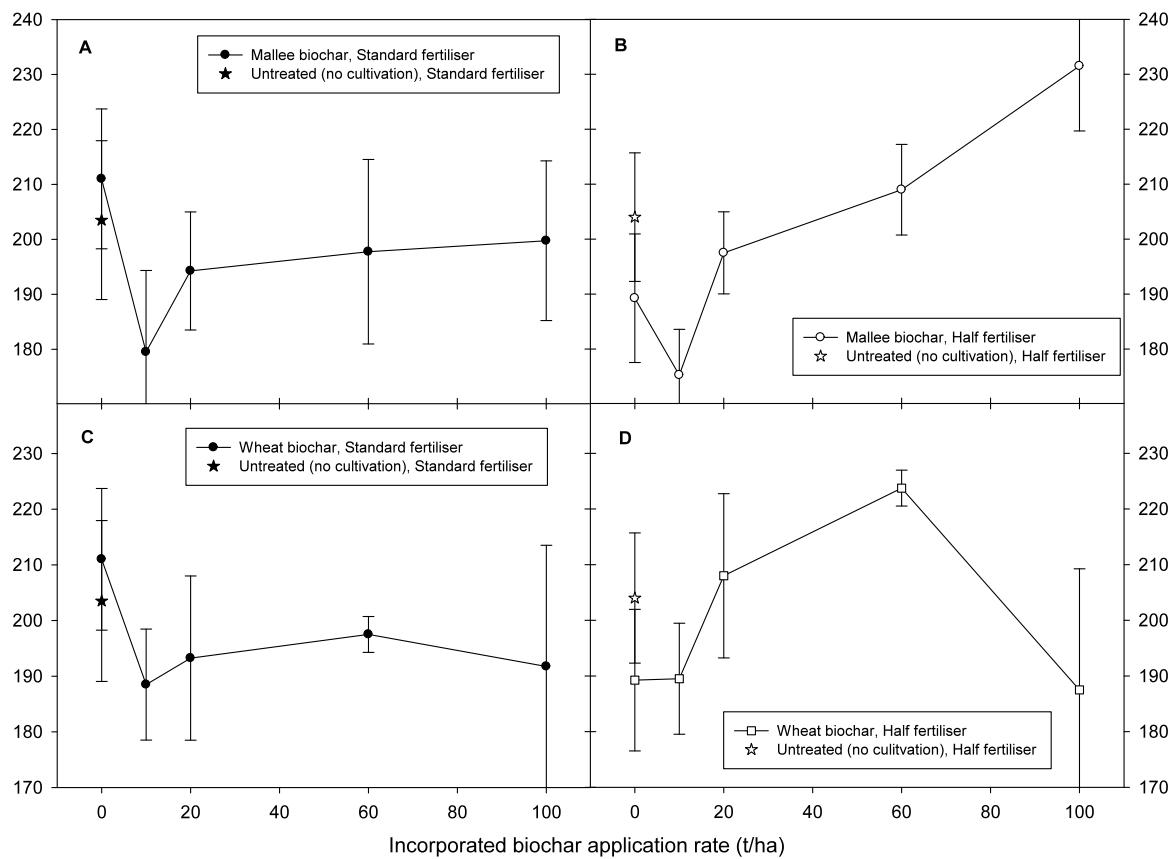 A
Mallee biochar, Standard fertiliser
Untreated (no cultivation), Standard fertiliser
240
230
220
210
200
190
180
B
Mallee biochar, Half fertiliser
Untreated (no cultivation), Half fertiliser
240
230
220
210
200
190
180
C
Wheat biochar, Standard fertiliser
Untreated (no cultivation), Standard fertiliser
230
220
210
200
190
180
170
0 20 40 60 80 100
D
Wheat biochar, Half fertiliser
Untreated (no culitvation), Half fertiliser
230
220
210
200
190
180
170
0 20 40 60 80 100
Incorporated biochar application rate (t/ha)